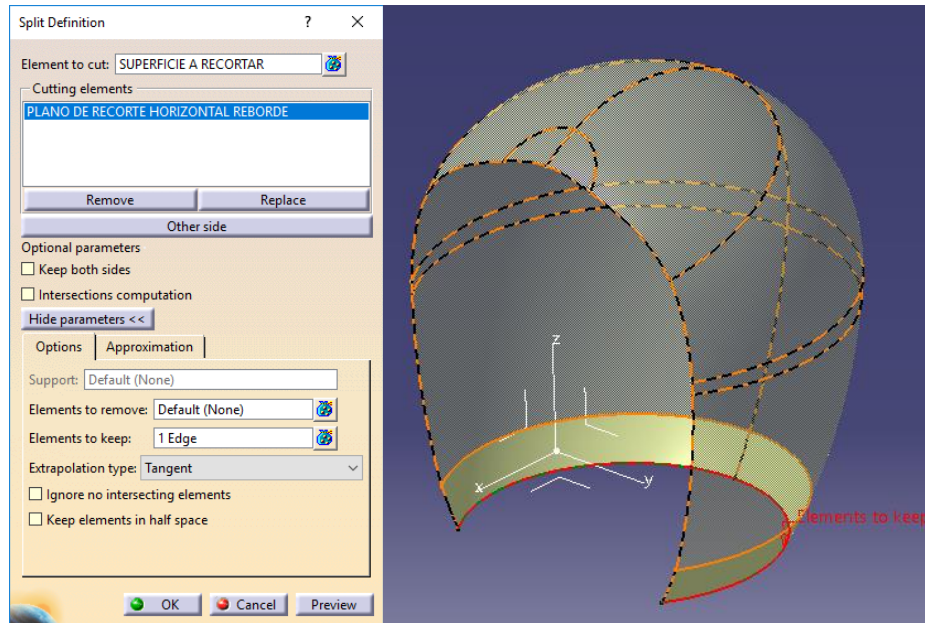 Split Definition ? ×
Element to cut: SUPERFICIE A RECORTAR
Cutting elements
PLANO DE RECORTE HORIZONTAL REBORDE
Remove Replace
Other side
Optional parameters
Keep both sides
Intersections computation
Hide parameters <<
Options Approximation
Support: Default (None)
Elements to remove: Default (None)
Elements to keep: 1 Edge
Extrapolation type: Tangent
Ignore no intersecting elements
Keep elements in half space
OK Cancel Preview
z
x
y
Elements to keep